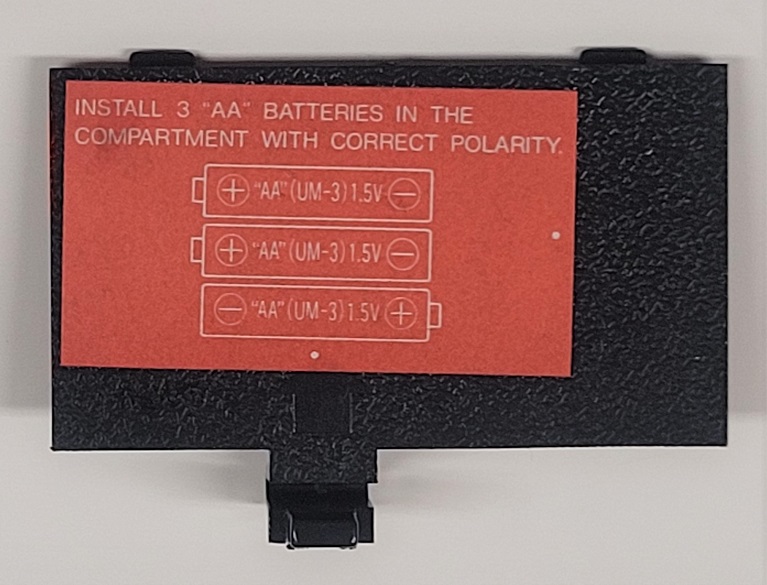 INSTALL 3 "AA" BATTERIES IN THE
COMPARTMENT WITH CORRECT POLARITY.
+ "AA" (UM-3) 1.5V −
+ "AA" (UM-3) 1.5V −
− "AA" (UM-3) 1.5V +